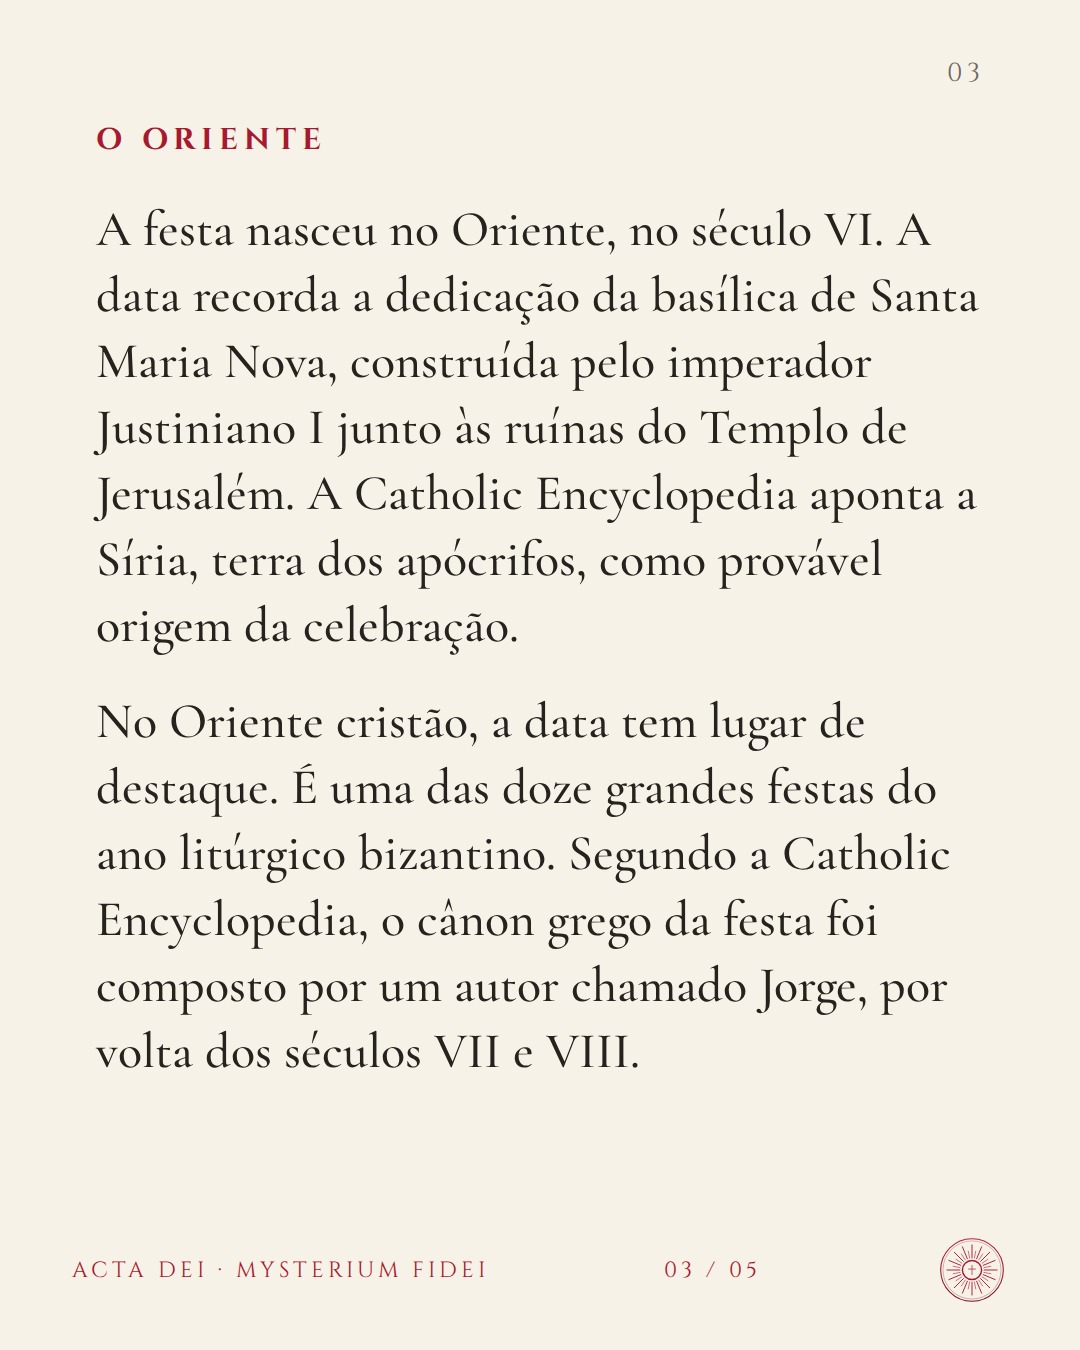 03
O ORIENTE
A festa nasceu no Oriente, no século VI. A
data recorda a dedicação da basílica de Santa
Maria Nova, construída pelo imperador
Justiniano I junto às ruínas do Templo de
Jerusalém. A Catholic Encyclopedia aponta a
Síria, terra dos apócrifos, como provável
origem da celebração.
No Oriente cristão, a data tem lugar de
destaque. É uma das doze grandes festas do
ano litúrgico bizantino. Segundo a Catholic
Encyclopedia, o cânon grego da festa foi
composto por um autor chamado Jorge, por
volta dos séculos VII e VIII.
ACTA DEI · MYSTERIUM FIDEI
03 / 05